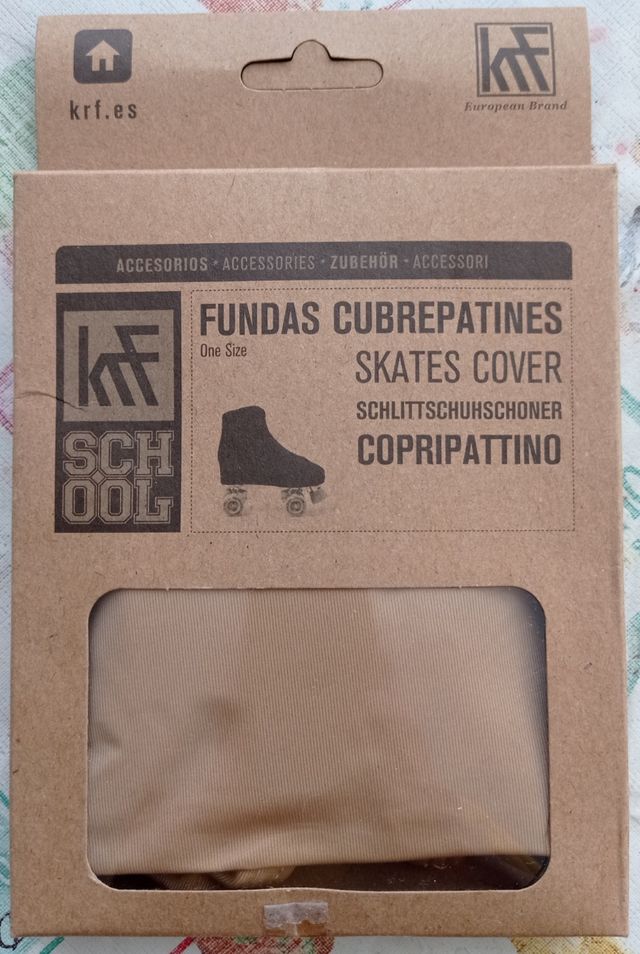 krf.es
krf
European Brand
ACCESORIOS * ACCESSORIES * ZUBEHÖR * ACCESSORI
krf
SCH
OOL
FUNDAS CUBREPATINES
One Size
SKATES COVER
SCHLITTSCHUHSCHONER
COPRIPATTINO